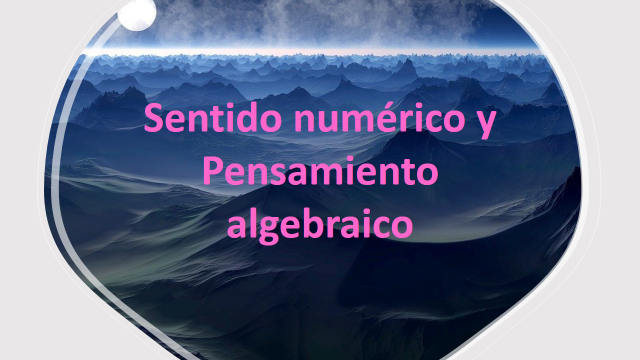 Sentido numérico y
Pensamiento
algebraico